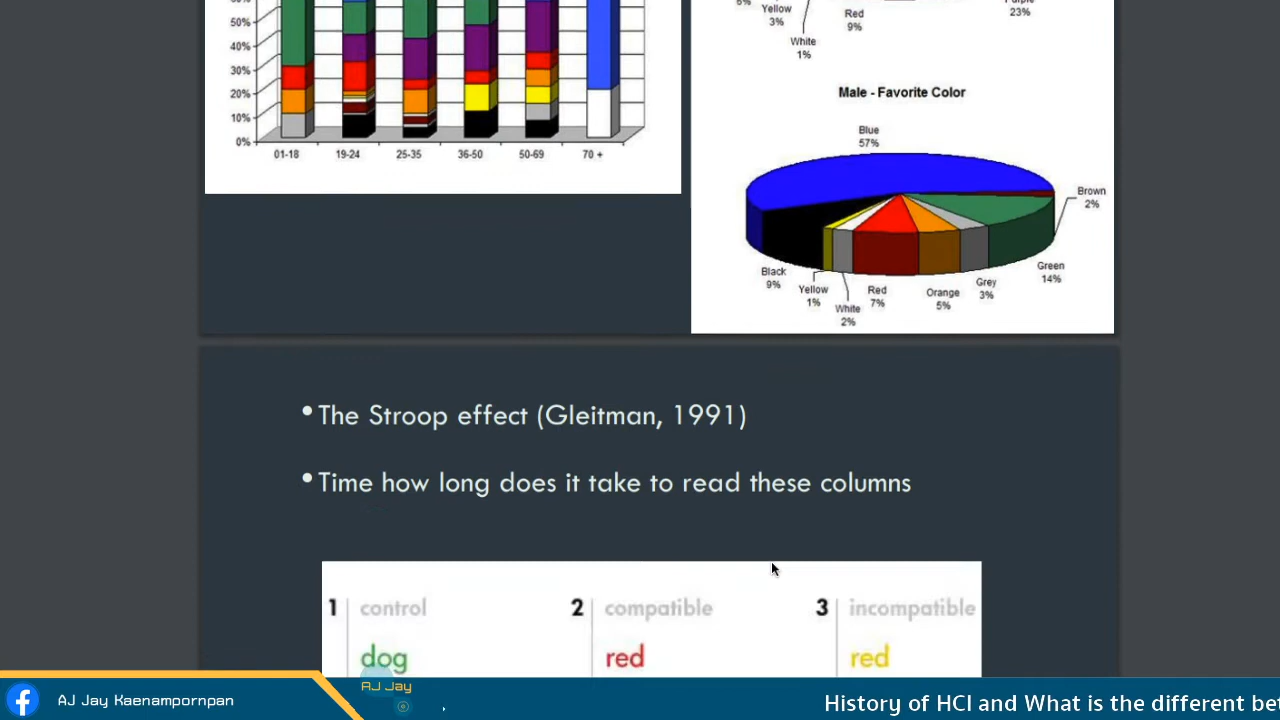 50%
40%
30%
20%
10%
0%
01-18
19-24
25-35
36-50
50-69
70 +
Yellow
3%
White
1%
Red
9%
23%
Male - Favorite Color
Blue
57%
Brown
2%
Green
14%
Grey
3%
Orange
5%
Red
7%
White
2%
Yellow
1%
Black
9%
•The Stroop effect (Gleitman, 1991)
•Time how long does it take to read these columns
1 control
dog
2 compatible
red
3 incompatible
red
AJ Jay Kaenampornpan
AJ Jay
History of HCI and What is the different be